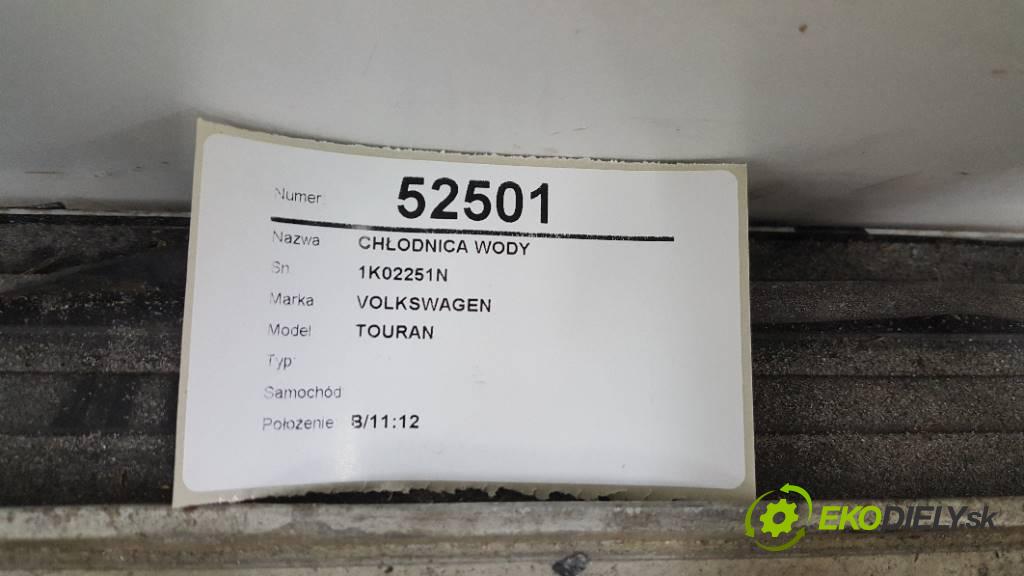 Numer 52501
Nazwa CHŁODNICA WODY
Sn. 1K02251N
Marka VOLKSWAGEN
Model TOURAN
Typ:
Samochód
Położenie: B/11:12
EKODIELY.sk